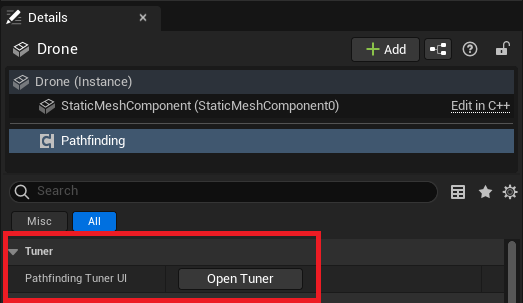 Details
Drone
Add
Drone (Instance)
StaticMeshComponent (StaticMeshComponent0) Edit in C++
Pathfinding
Search
Misc All
Tuner
Pathfinding Tuner UI Open Tuner